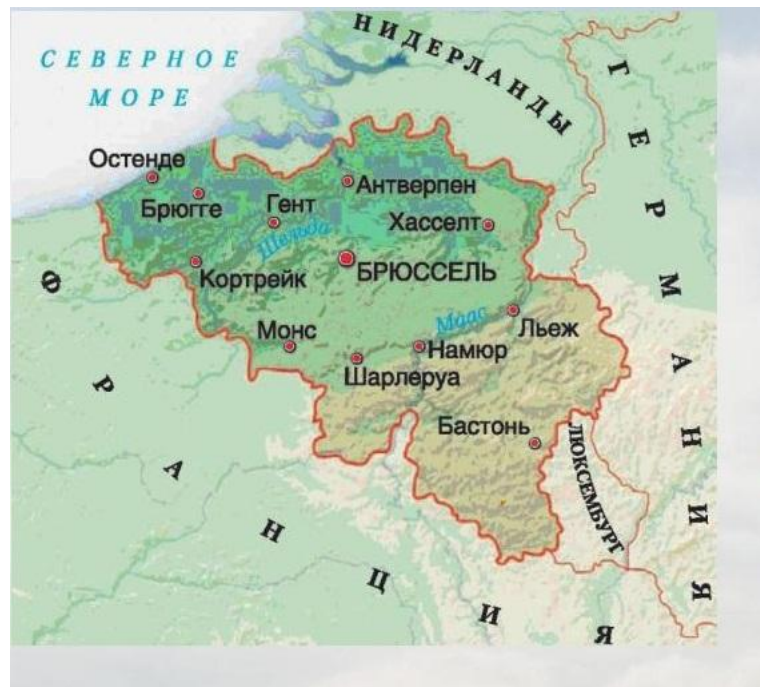 СЕВЕРНОЕ
МОРЕ
НИДЕРЛАНДЫ
ГЕРМАНИЯ
Остенде
Брюгге
Гент
Антверпен
Хасселт
Шельда
Кортрейк
БРЮССЕЛЬ
Маас
Льеж
Монс
Намюр
Шарлеруа
Бастонь
ЛЮКСЕМБУРГ
ФРАНЦИЯ